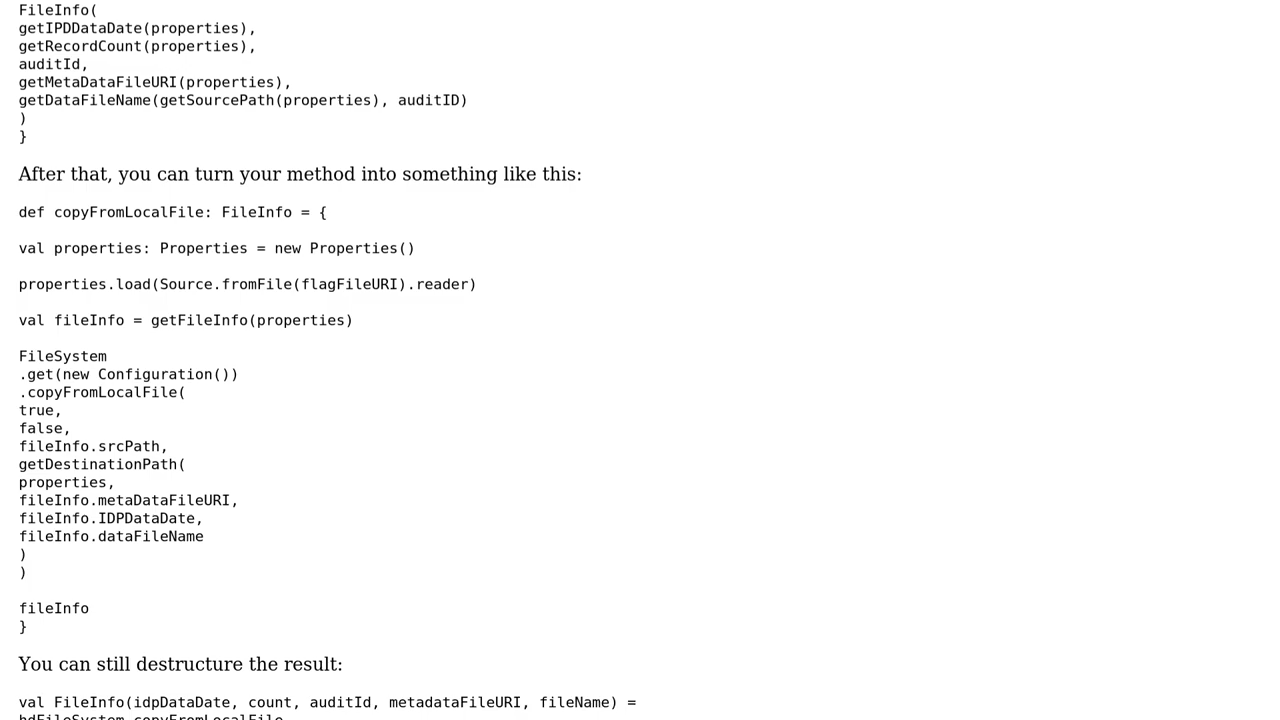 FileInfo(
getIPDDataDate(properties),
getRecordCount(properties),
auditId,
getMetaDataFileURI(properties),
getDataFileName(getSourcePath(properties), auditID)
)
}
After that, you can turn your method into something like this:
def copyFromLocalFile: FileInfo = {
val properties: Properties = new Properties()
properties.load(Source.fromFile(flagFileURI).reader)
val fileInfo = getFileInfo(properties)
FileSystem
.get(new Configuration())
.copyFromLocalFile(
true,
false,
fileInfo.srcPath,
getDestinationPath(
properties,
fileInfo.metaDataFileURI,
fileInfo.IDPDataDate,
fileInfo.dataFileName
)
)
fileInfo
}
You can still destructure the result:
val FileInfo(idpDataDate, count, auditId, metadataFileURI, fileName) =
hdFileSystem.copyFromLocalFile